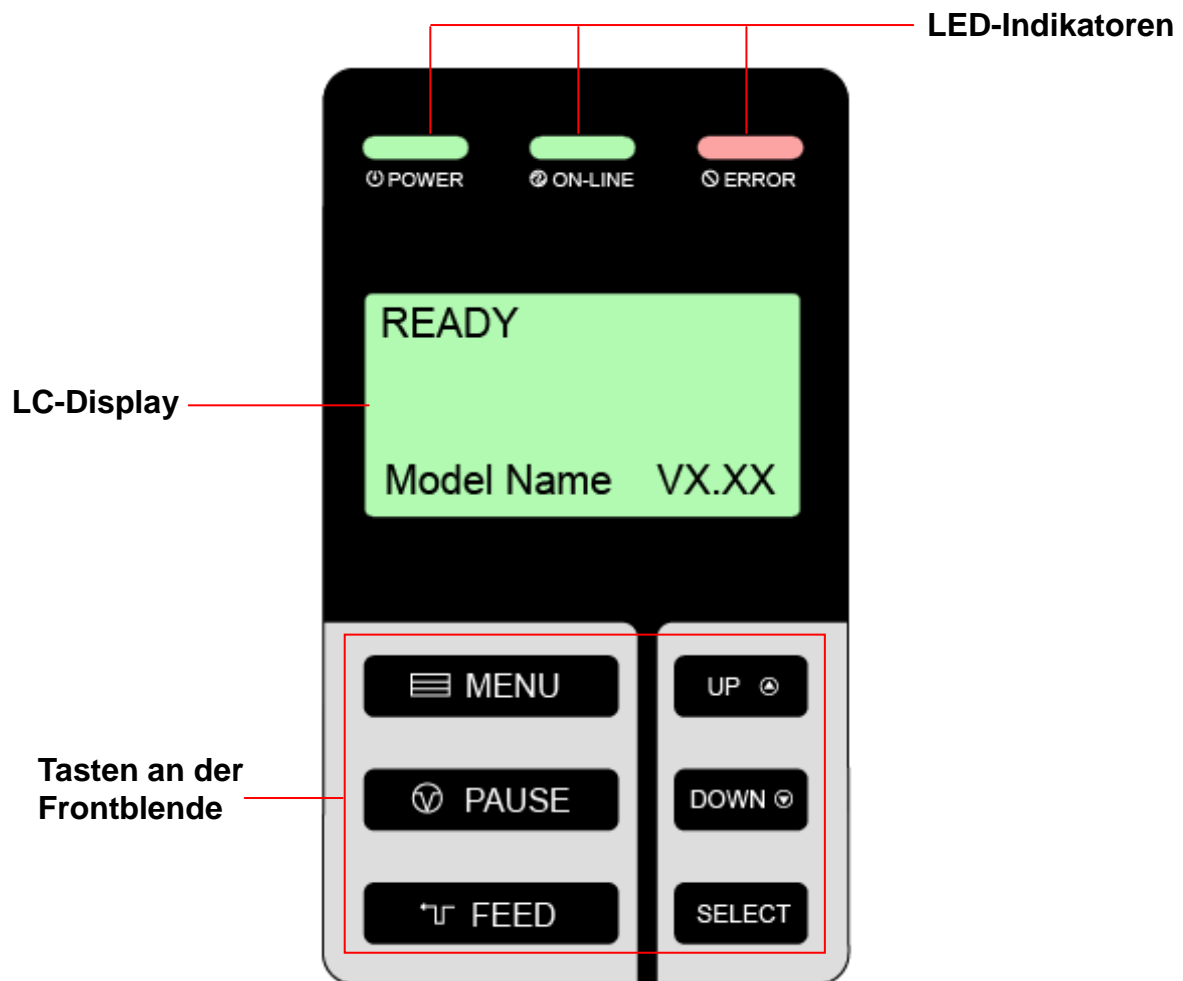 LED-Indikatoren
POWER
ON-LINE
ERROR
READY
LC-Display
Model Name VX.XX
MENU
UP
Tasten an der
Frontblende
PAUSE
DOWN
FEED
SELECT